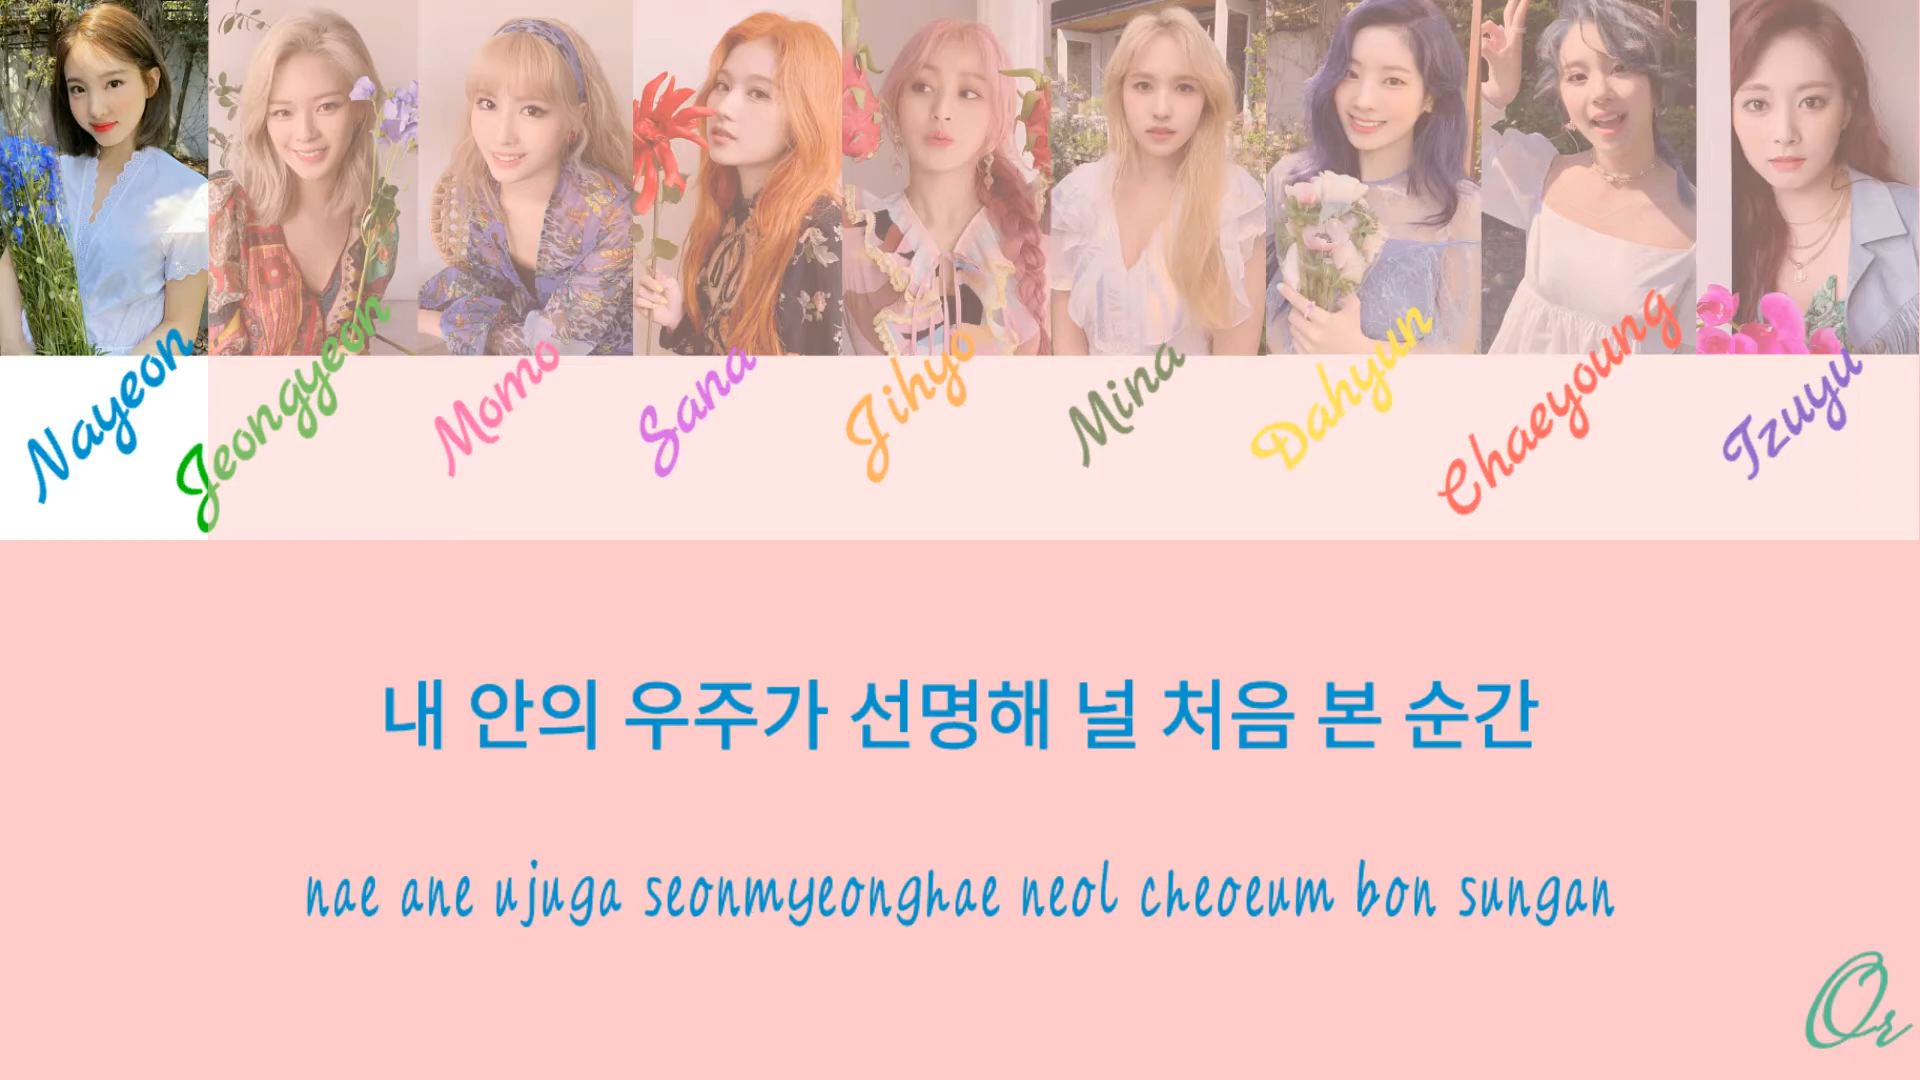 Nayeon
Jeongyeon
Momo
Sana
Jihyo
Mina
Dahyun
Chaeyoung
Tzuyu
내 안의 우주가 선명해 널 처음 본 순간
nae ane ujuga seonmyeonghae neol cheoeum bon sungan
Or